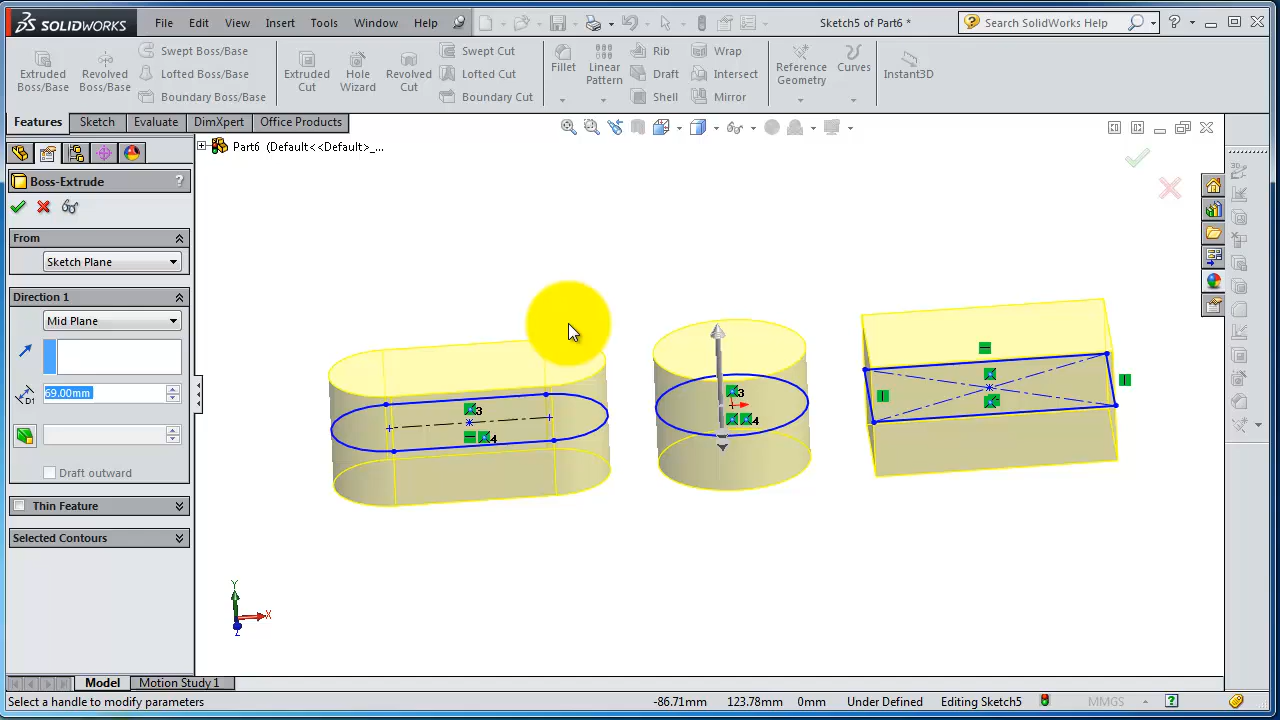 SOLIDWORKS File Edit View Insert Tools Window Help Sketch5 of Part6 * Search SolidWorks Help
Extruded Boss/Base
Revolved Boss/Base
Swept Boss/Base
Lofted Boss/Base
Boundary Boss/Base
Extruded Cut
Hole Wizard
Revolved Cut
Swept Cut
Lofted Cut
Boundary Cut
Fillet
Linear Pattern
Rib
Draft
Shell
Wrap
Intersect
Mirror
Reference Geometry
Curves
Instant3D
Features Sketch Evaluate DimXpert Office Products
Part6 (Default<<Default>_...
Boss-Extrude ?
From
Sketch Plane
Direction 1
Mid Plane
D1 69.00mm
Draft outward
Thin Feature
Selected Contours
3
4
3
4
Y
X
Z
Model Motion Study 1
Select a handle to modify parameters -86.71mm 123.78mm 0mm Under Defined Editing Sketch5 MMGS ?